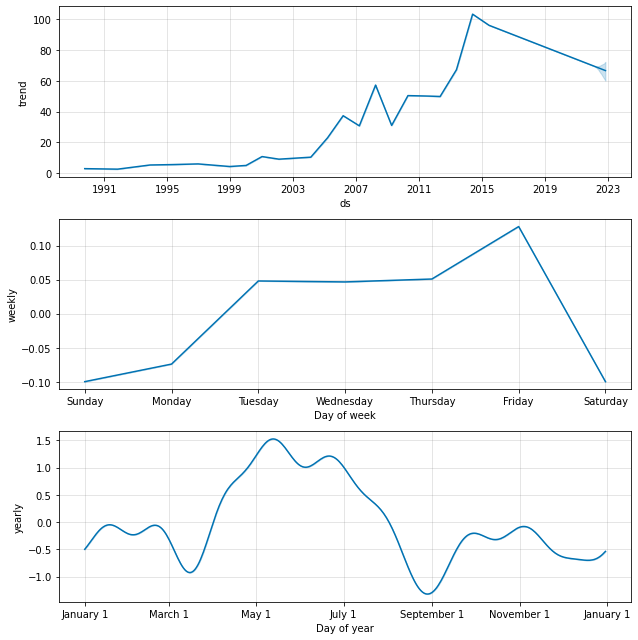 100
80
60
40
20
0
trend
1991 1995 1999 2003 2007 2011 2015 2019 2023
ds
0.10
0.05
0.00
−0.05
−0.10
weekly
Sunday Monday Tuesday Wednesday Thursday Friday Saturday
Day of week
1.5
1.0
0.5
0.0
−0.5
−1.0
yearly
January 1 March 1 May 1 July 1 September 1 November 1 January 1
Day of year